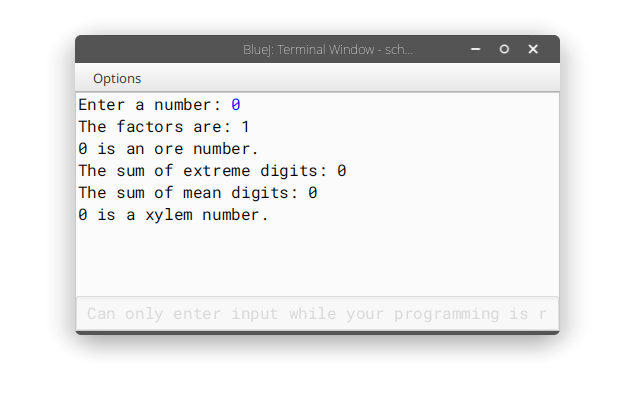 BlueJ: Terminal Window - sch...
Options
Enter a number: 0
The factors are: 1
0 is an ore number.
The sum of extreme digits: 0
The sum of mean digits: 0
0 is a xylem number.
Can only enter input while your programming is r